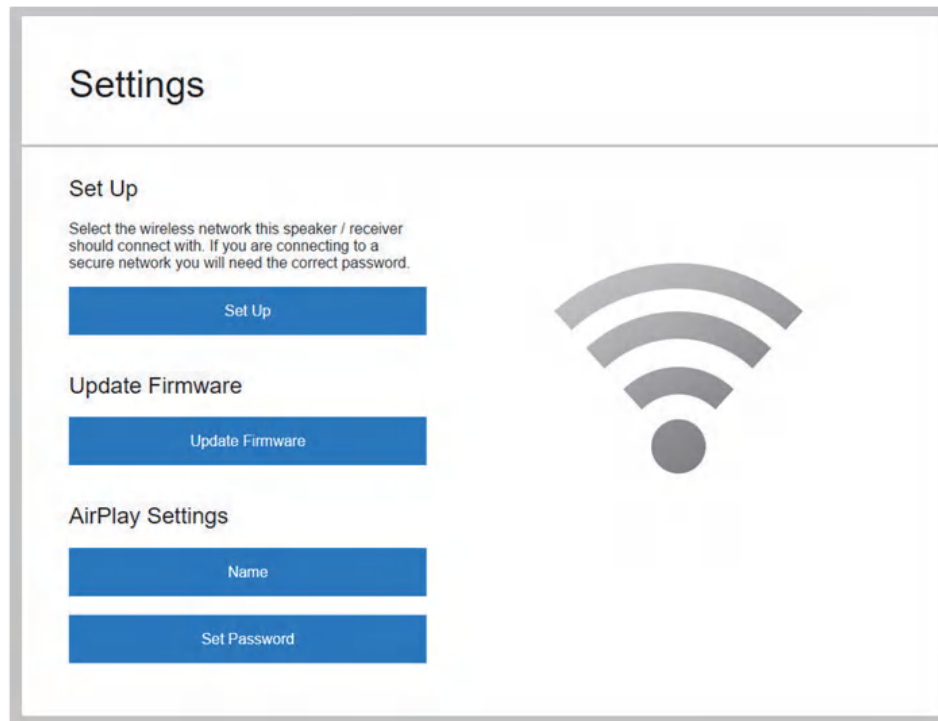 Settings
Set Up
Select the wireless network this speaker / receiver
should connect with. If you are connecting to a
secure network you will need the correct password.
Set Up
Update Firmware
Update Firmware
AirPlay Settings
Name
Set Password